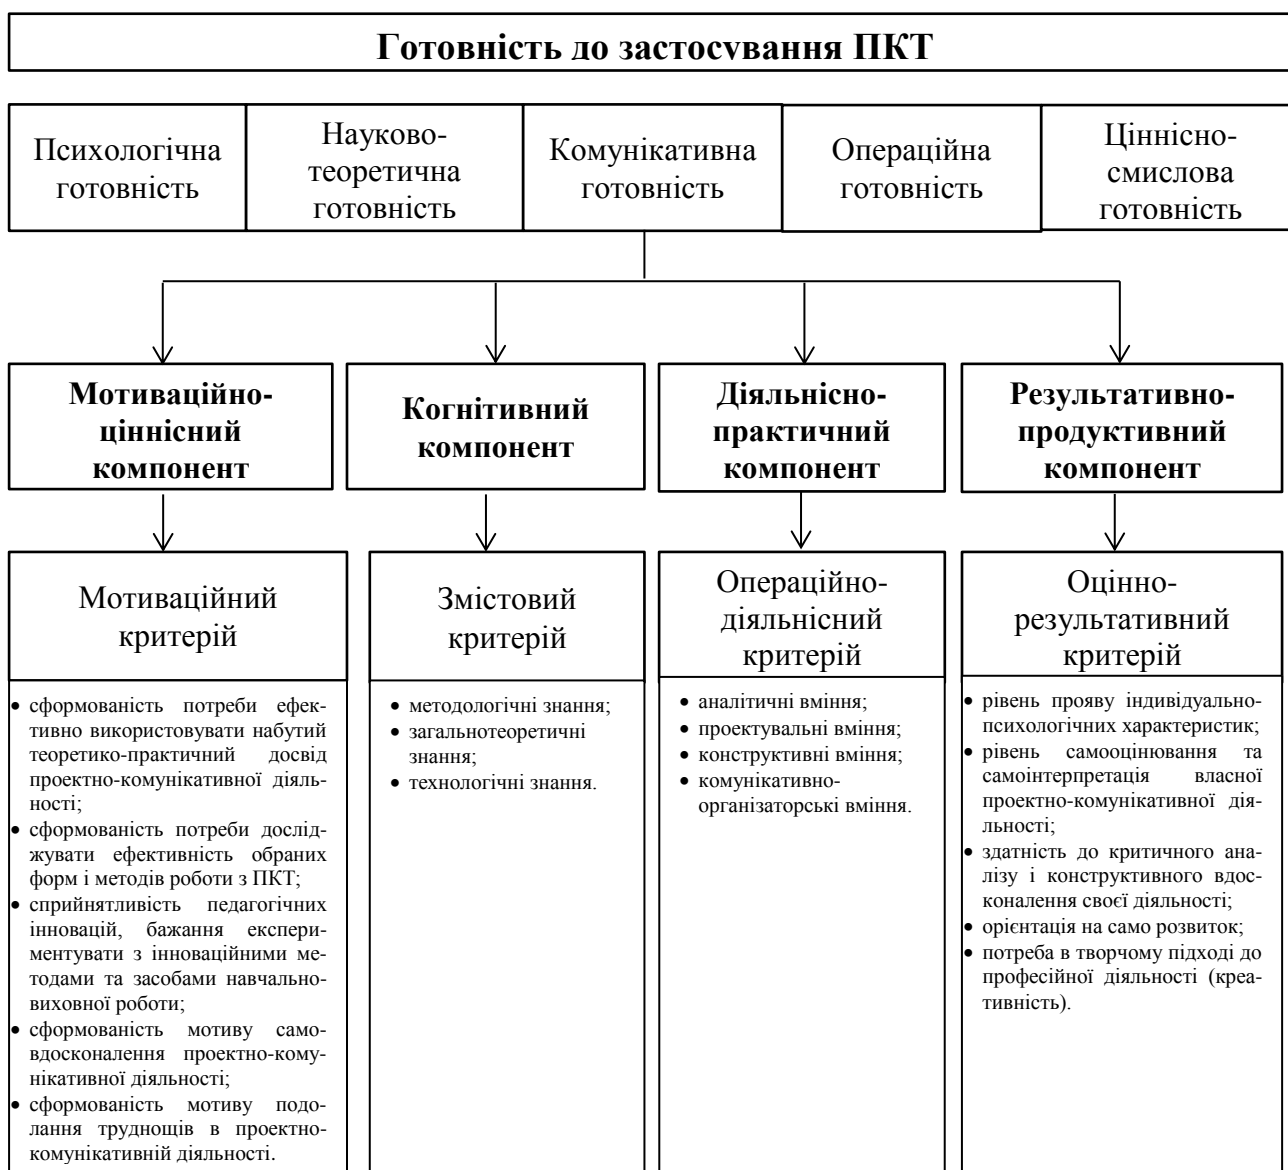 Готовність до застосування ПКТ
Психологічна
готовність
Науково-
теоретична
готовність
Комунікативна
готовність
Операційна
готовність
Ціннісно-
смислова
готовність
Мотиваційно-
ціннісний
компонент
Когнітивний
компонент
Діяльнісно-
практичний
компонент
Результативно-
продуктивний
компонент
Мотиваційний
критерій
Змістовий
критерій
Операційно-
діяльнісний
критерій
Оцінно-
результативний
критерій
• сформованість потреби ефек-
тивно використовувати набутий
теоретико-практичний досвід
проектно-комунікативної діяль-
ності;
• сформованість потреби дослід-
жувати ефективність обраних
форм і методів роботи з ПКТ;
• сприйнятливість педагогічних
інновацій, бажання експери-
ментувати з інноваційними ме-
тодами та засобами навчально-
виховної роботи;
• сформованість мотиву само-
вдосконалення проектно-кому-
нікативної діяльності;
• сформованість мотиву подо-
лання труднощів в проектно-
комунікативній діяльності.
• методологічні знання;
• загальнотеоретичні
знання;
• технологічні знання.
• аналітичні вміння;
• проектувальні вміння;
• конструктивні вміння;
• комунікативно-
організаторські вміння.
• рівень прояву індивідуально-
психологічних характеристик;
• рівень самооцінювання та
самоінтерпретація власної
проектно-комунікативної дія-
льності;
• здатність до критичного ана-
лізу і конструктивного вдос-
коналення своєї діяльності;
• орієнтація на само розвиток;
• потреба в творчому підході до
професійної діяльності (креа-
тивність).